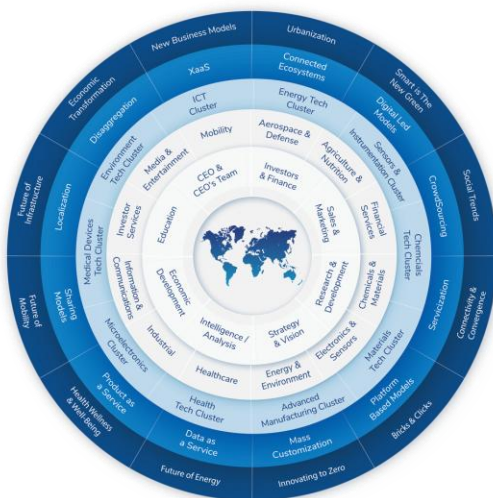 New Business Models
Urbanization
Smart is The
New Green
Social Trends
Connectivity &
Convergence
Bricks & Clicks
Innovating to Zero
Future of Energy
Health Wellness
& Well-Being
Future of
Mobility
Future of
Infrastructure
Economic
Transformation
XaaS
Connected
Ecosystems
Digital Led
Models
CrowdSourcing
Servicization
Platform
Based Models
Mass
Customization
Data as
a Service
Product as
a Service
Sharing
Models
Localization
Disaggregation
ICT
Cluster
Energy Tech
Cluster
Sensors &
Instrumentation Cluster
Chemcials
Tech Cluster
Materials
Tech Cluster
Advanced
Manufacturing Cluster
Health
Tech Cluster
Microelectronics
Cluster
Medical Devices
Tech Cluster
Environment
Tech Cluster
Mobility
Aerospace &
Defense
Agriculture &
Nutrition
Financial
Services
Chemicals &
Materials
Electronics &
Sensors
Energy &
Environment
Healthcare
Industrial
Information &
Communications
Investor
Services
Media &
Entertainment
CEO &
CEO's Team
Investors
& Finance
Sales &
Marketing
Research &
Development
Strategy
& Vision
Intelligence /
Analysis
Economic
Development
Education